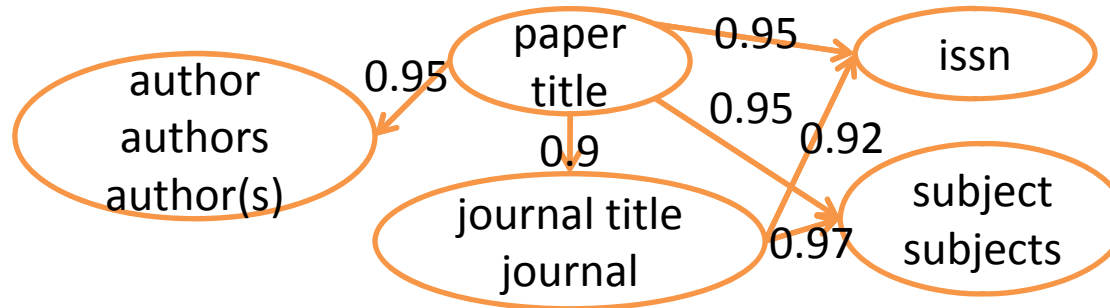 paper
title
0.95
issn
0.95
author
authors
author(s)
0.95
0.92
0.9
journal title
journal
0.97
subject
subjects